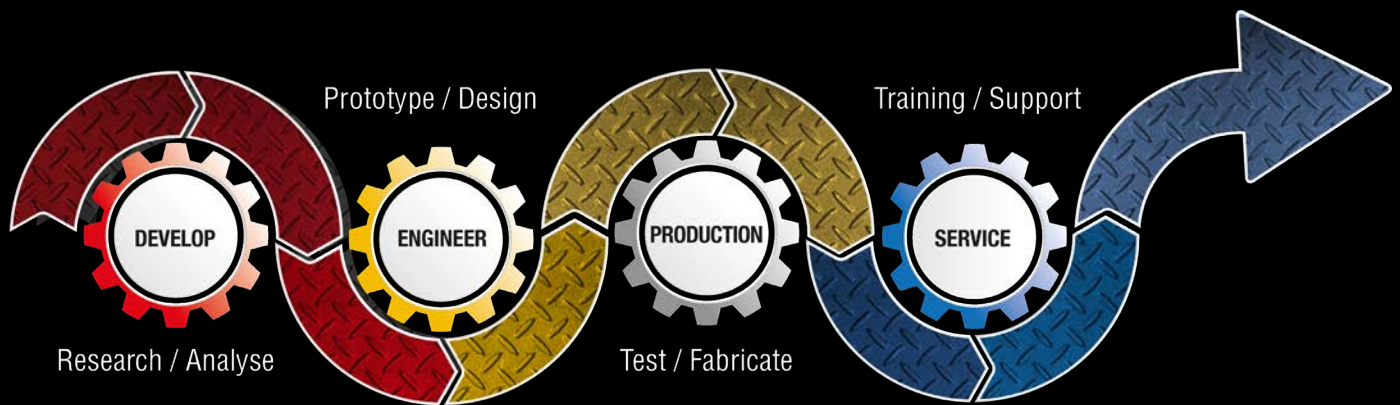 Prototype / Design
Training / Support
DEVELOP
ENGINEER
PRODUCTION
SERVICE
Research / Analyse
Test / Fabricate